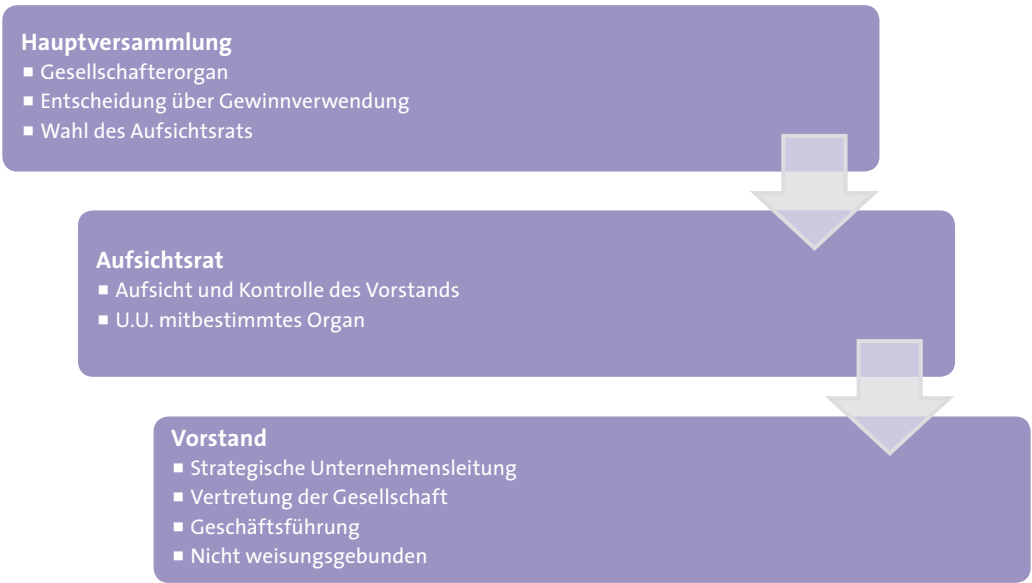 Hauptversammlung
▪ Gesellschafterorgan
▪ Entscheidung über Gewinnverwendung
▪ Wahl des Aufsichtsrats
Aufsichtsrat
▪ Aufsicht und Kontrolle des Vorstands
▪ U.U. mitbestimmtes Organ
Vorstand
▪ Strategische Unternehmensleitung
▪ Vertretung der Gesellschaft
▪ Geschäftsführung
▪ Nicht weisungsgebunden